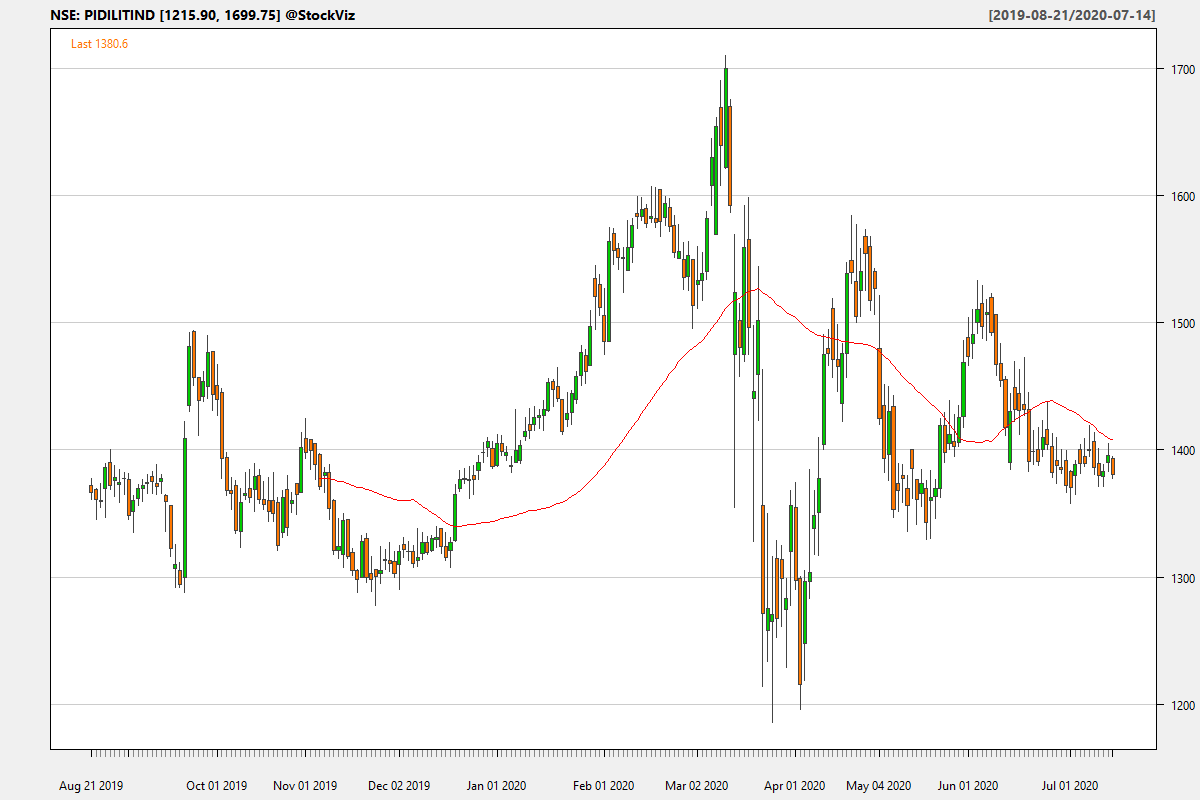 NSE: PIDILITIND [1215.90, 1699.75] @StockViz
[2019-08-21/2020-07-14]
Last 1380.6
1700
1600
1500
1400
1300
1200
Aug 21 2019 Oct 01 2019 Nov 01 2019 Dec 02 2019 Jan 01 2020 Feb 01 2020 Mar 02 2020 Apr 01 2020 May 04 2020 Jun 01 2020 Jul 01 2020